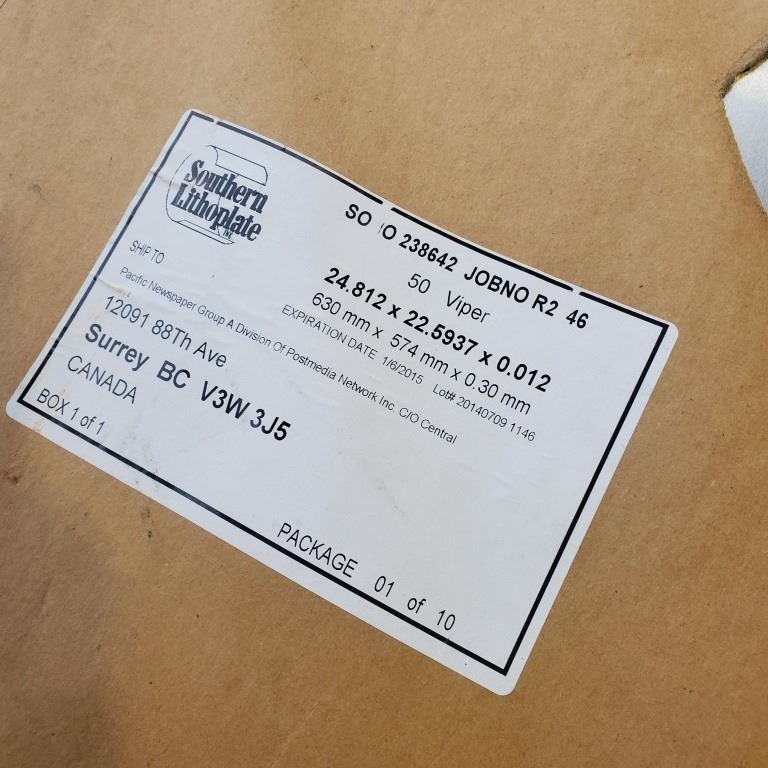 Southern
Lithoplate
INC.
SO NO 238642 JOBNO R2 46
50 Viper
24.812 x 22.5937 x 0.012
630 mm x 574 mm x 0.30 mm
EXPIRATION DATE 1/6/2015 Lot# 20140709 1146
SHIP TO
Pacific Newspaper Group A Division Of Postmedia Network Inc. C/O Central
12091 88Th Ave
Surrey BC V3W 3J5
CANADA
BOX 1 of 1
PACKAGE 01 of 10